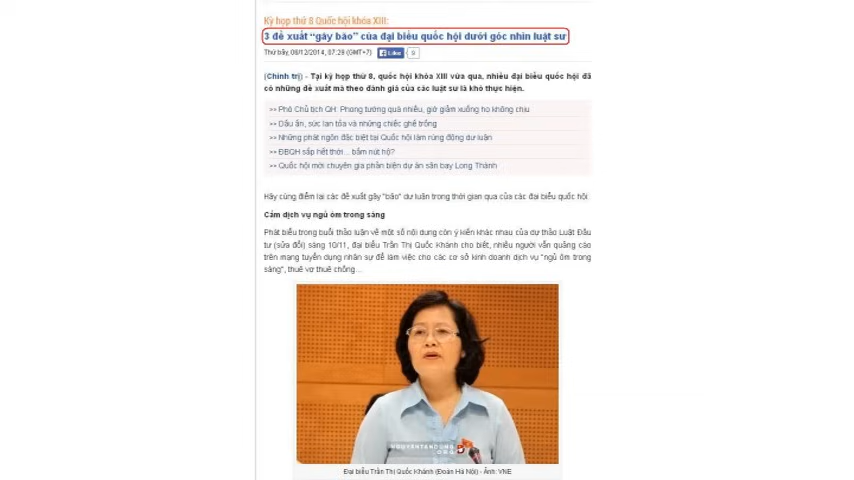 Kỳ họp thứ 8 Quốc hội khóa XIII:
3 đề xuất “gây bão” của đại biểu quốc hội dưới góc nhìn luật sư
Thứ bảy, 06/12/2014, 07:29 (GMT+7) Like 0
(Chính trị) - Tại kỳ họp thứ 8, quốc hội khóa XIII vừa qua, nhiều đại biểu quốc hội đã
có những đề xuất mà theo đánh giá của các luật sư là khó thực hiện.
>> Phó Chủ tịch QH: Phong tướng quá nhiều, giờ giảm xuống họ không chịu
>> Dấu ấn, sức lan tỏa và những chiếc ghế trống
>> Những phát ngôn đặc biệt tại Quốc hội làm rúng động dư luận
>> ĐBQH sắp hết thời... bấm nút hộ?
>> Quốc hội mời chuyên gia phản biện dự án sân bay Long Thành
Hãy cùng điểm lại các đề xuất gây "bão" dư luận trong thời gian qua của các đại biểu quốc hội
Cấm dịch vụ ngủ ôm trong sáng
Phát biểu trong buổi thảo luận về một số nội dung còn ý kiến khác nhau của dự thảo Luật Đầu
tư (sửa đổi) sáng 10/11, đại biểu Trần Thị Quốc Khánh cho biết, nhiều người vẫn quảng cáo
trên mạng tuyển dụng nhân sự để làm việc cho các cơ sở kinh doanh dịch vụ "ngủ ôm trong
sáng", thuê vợ thuê chồng...
NGUYENTANDUNG
.ORG
Đại biểu Trần Thị Quốc Khánh (Đoàn Hà Nội) - Ảnh: VNE